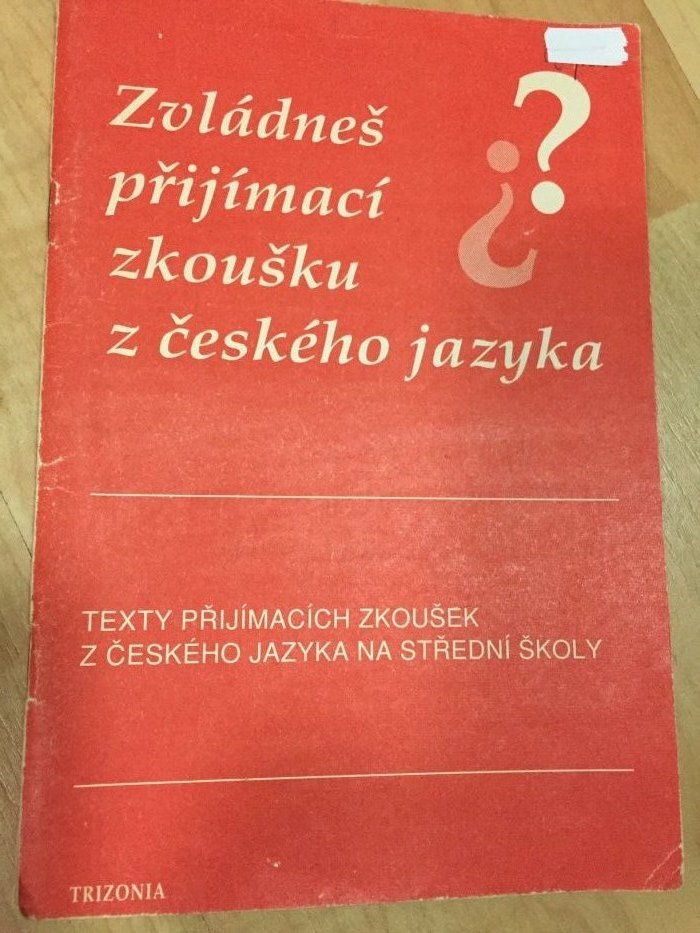 Zvládneš
přijímací
zkoušku
z českého jazyka
?
¿
TEXTY PŘIJÍMACÍCH ZKOUŠEK
Z ČESKÉHO JAZYKA NA STŘEDNÍ ŠKOLY
TRIZONIA